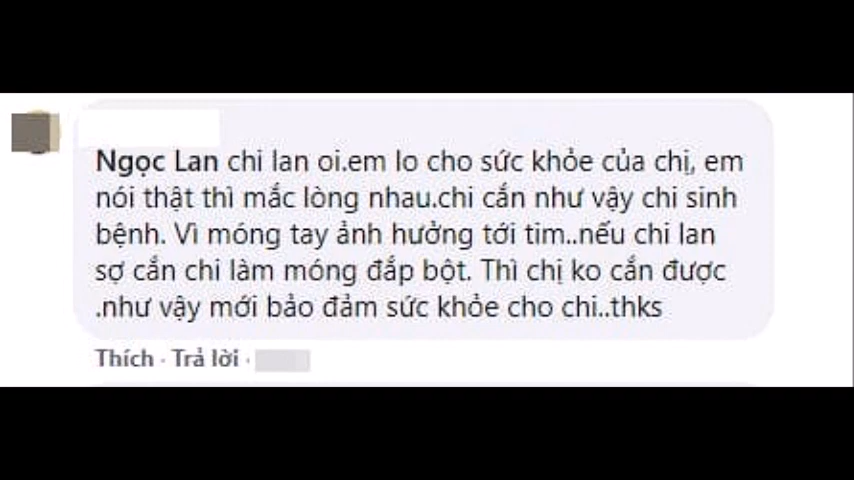 Ngọc Lan chi lan oi.em lo cho sức khỏe của chị, em
nói thật thì mắc lòng nhau.chi cắn như vậy chi sinh
bệnh. Vì móng tay ảnh hưởng tới tim..nếu chi lan
sợ cắn chi làm móng đắp bột. Thì chị ko cắn được
.như vậy mới bảo đảm sức khỏe cho chi..thks
Thích · Trả lời ·